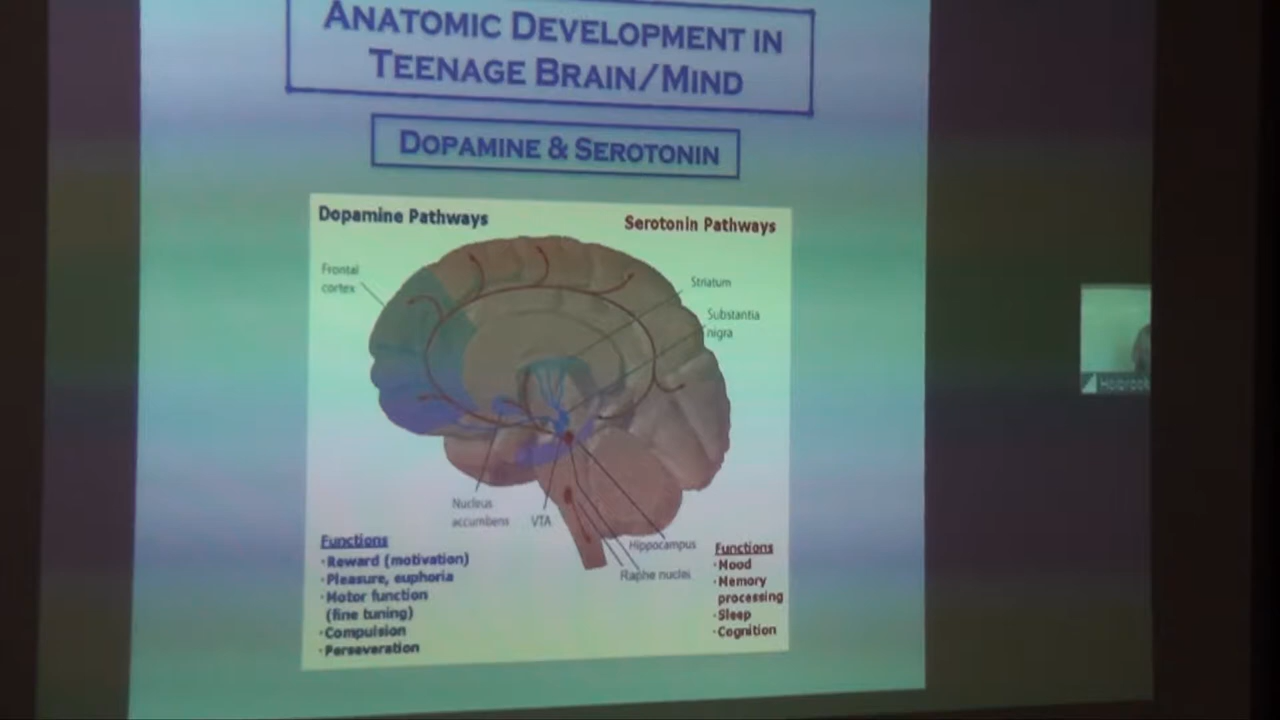 ANATOMIC DEVELOPMENT IN
TEENAGE BRAIN/MIND
DOPAMINE & SEROTONIN
Dopamine Pathways
Serotonin Pathways
Frontal
cortex
Striatum
Substantia
nigra
Nucleus
accumbens
VTA
Hippocampus
Raphe nuclei
Functions
·Reward (motivation)
·Pleasure, euphoria
·Motor function
(fine tuning)
·Compulsion
·Perseveration
Functions
·Mood
·Memory
processing
·Sleep
·Cognition
Holbrook